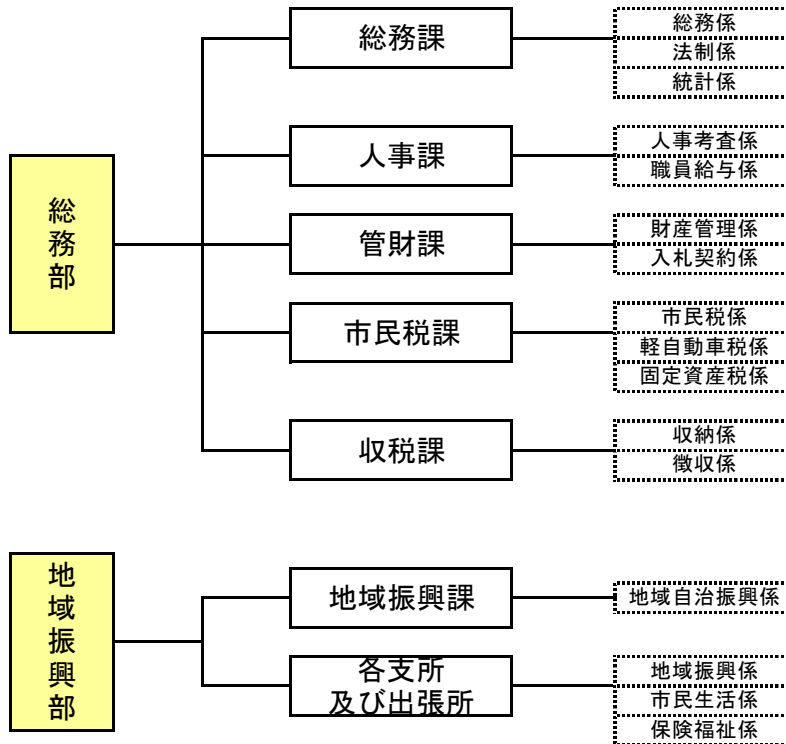 総務部
総務課
総務係
法制係
統計係
人事課
人事考査係
職員給与係
管財課
財産管理係
入札契約係
市民税課
市民税係
軽自動車税係
固定資産税係
収税課
収納係
徴収係
地域振興部
地域振興課
地域自治振興係
各支所
及び出張所
地域振興係
市民生活係
保険福祉係